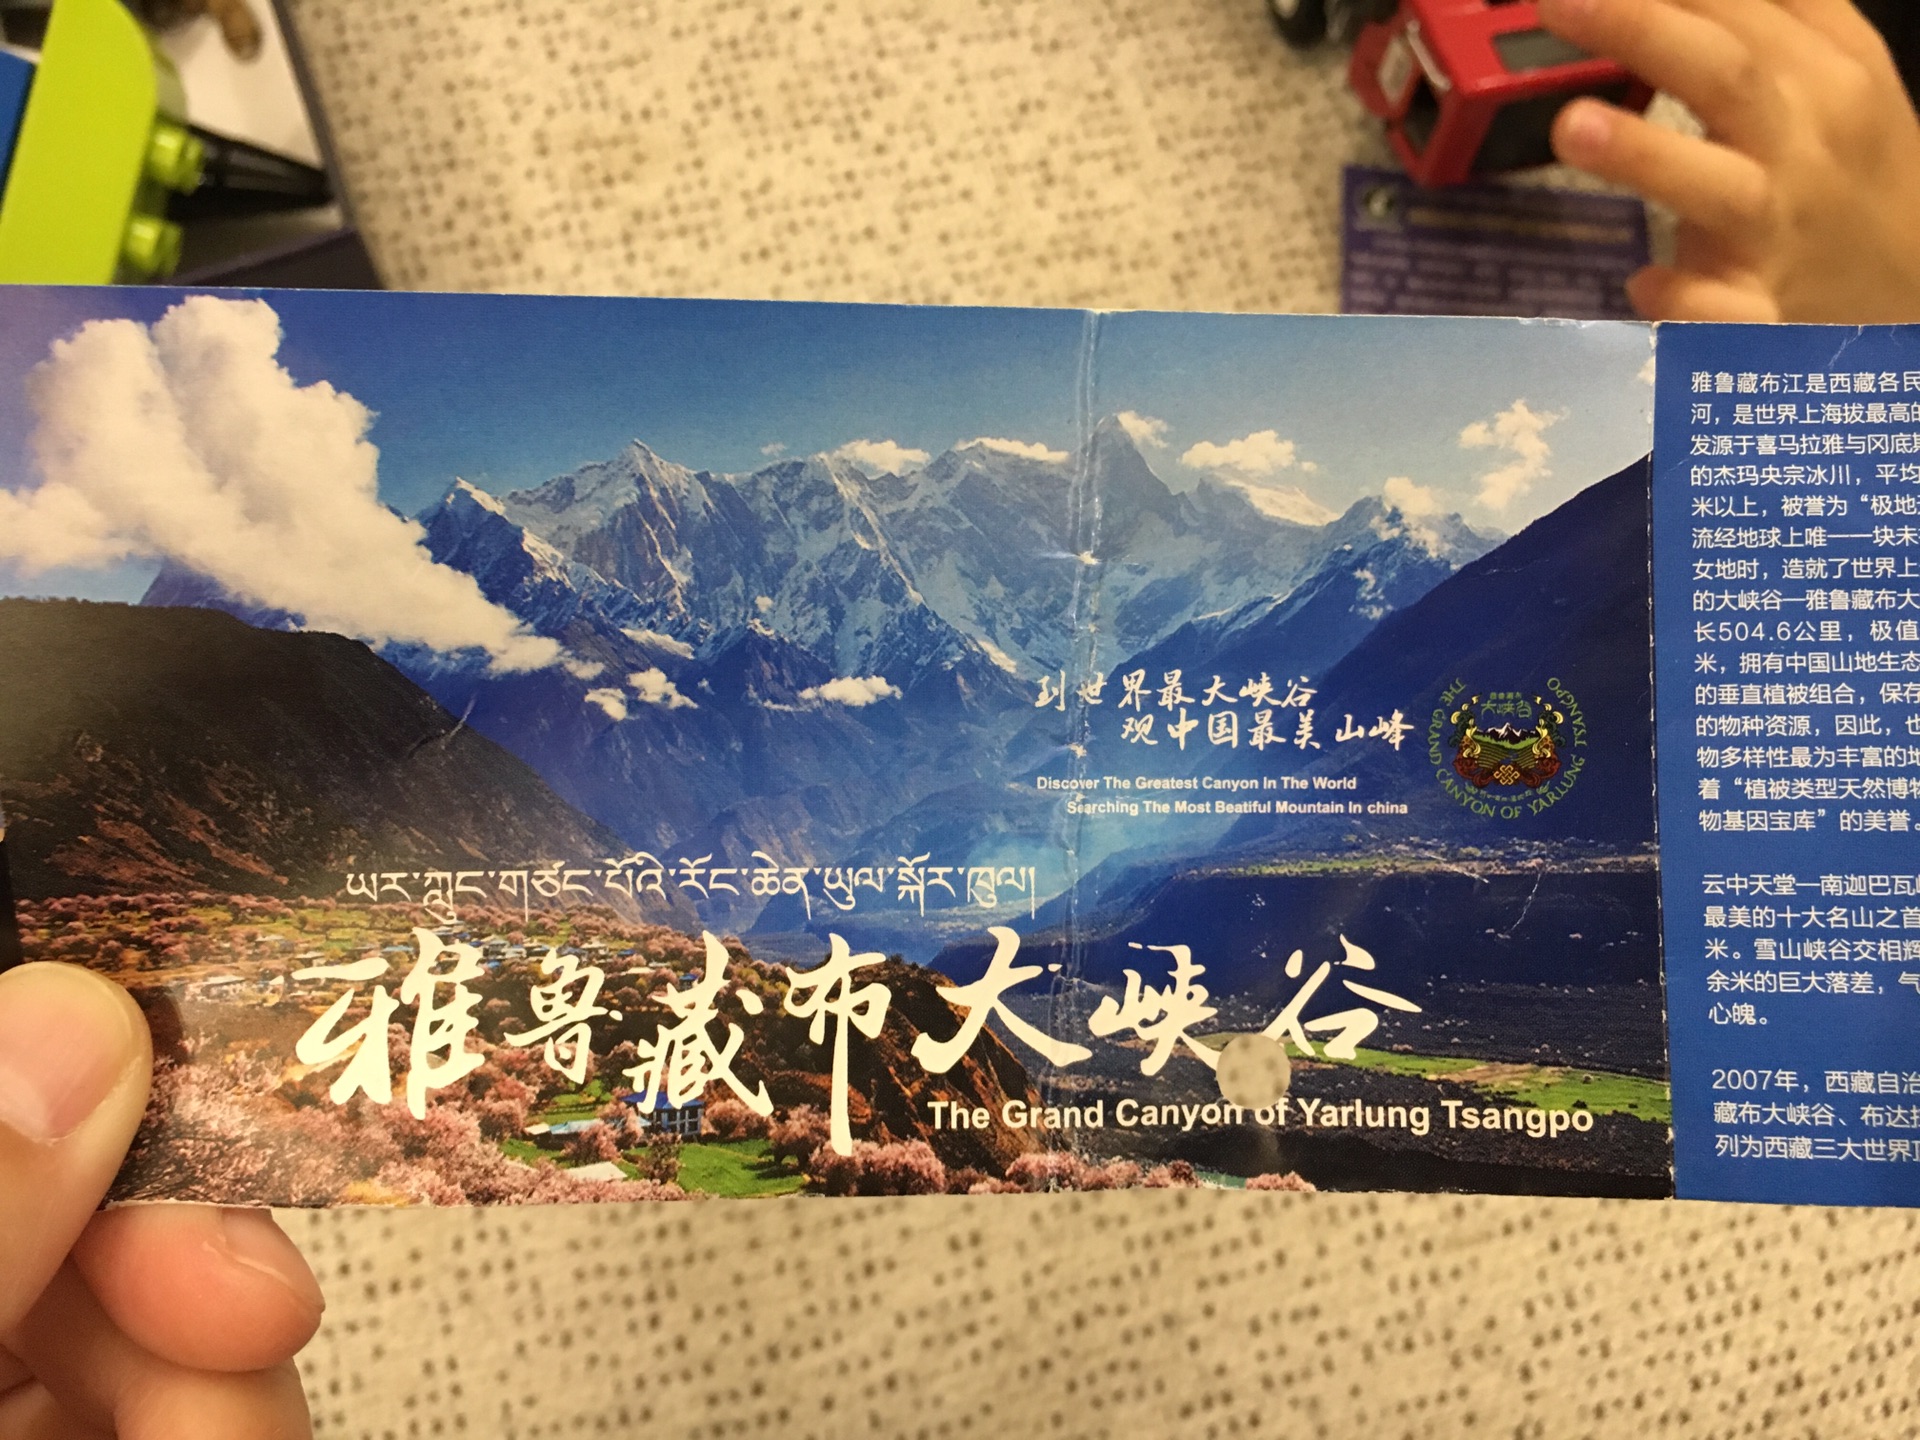 到世界最大峡谷
观中国最美山峰
Discover The Greatest Canyon In The World
Searching The Most Beatiful Mountain In china
大峡谷
THE GRAND CANYON OF YARLUNG TSANGPO
ཡར་ཀླུང་གཙང་པོའི་རོང་ཆེན་ཡུལ་སྐོར་ཁུལ།
雅鲁藏布大峡谷
The Grand Canyon of Yarlung Tsangpo
雅鲁藏布江是西藏各民
河，是世界上海拔最高的
发源于喜马拉雅与冈底斯
的杰玛央宗冰川，平均
米以上，被誉为“极地天
流经地球上唯一一块未
女地时，造就了世界上
的大峡谷—雅鲁藏布大
长504.6公里，极值
米，拥有中国山地生态
的垂直植被组合，保存
的物种资源，因此，也
物多样性最为丰富的地
着“植被类型天然博物
物基因宝库”的美誉。
云中天堂—南迦巴瓦峰
最美的十大名山之首
米。雪山峡谷交相辉
余米的巨大落差，气
心魄。
2007年，西藏自治
藏布大峡谷、布达拉
列为西藏三大世界顶